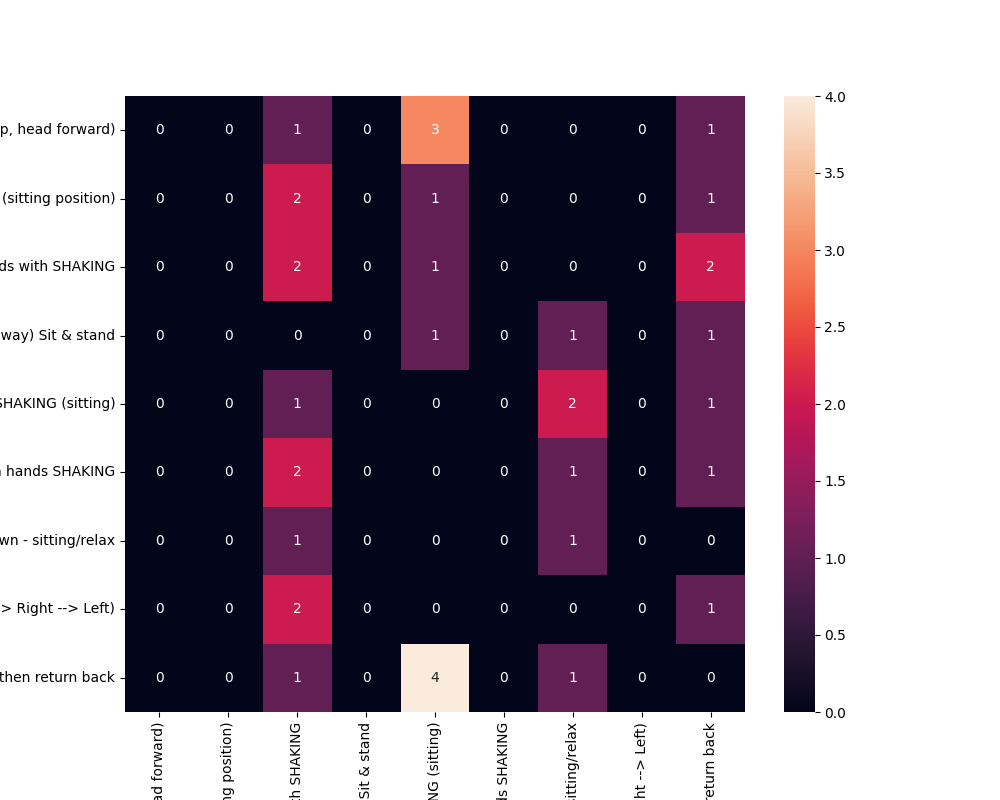 p, head forward) 0 0 1 0 3 0 0 0 1
(sitting position) 0 0 2 0 1 0 0 0 1
ds with SHAKING 0 0 2 0 1 0 0 0 2
way) Sit & stand 0 0 0 0 1 0 1 0 1
SHAKING (sitting) 0 0 1 0 0 0 2 0 1
hands SHAKING 0 0 2 0 0 0 1 0 1
wn - sitting/relax 0 0 1 0 0 0 1 0 0
> Right --> Left) 0 0 2 0 0 0 0 0 1
then return back 0 0 1 0 4 0 1 0 0
ad forward)
ng position)
th SHAKING
Sit & stand
NG (sitting)
ds SHAKING
sitting/relax
ht --> Left)
return back
4.0
3.5
3.0
2.5
2.0
1.5
1.0
0.5
0.0